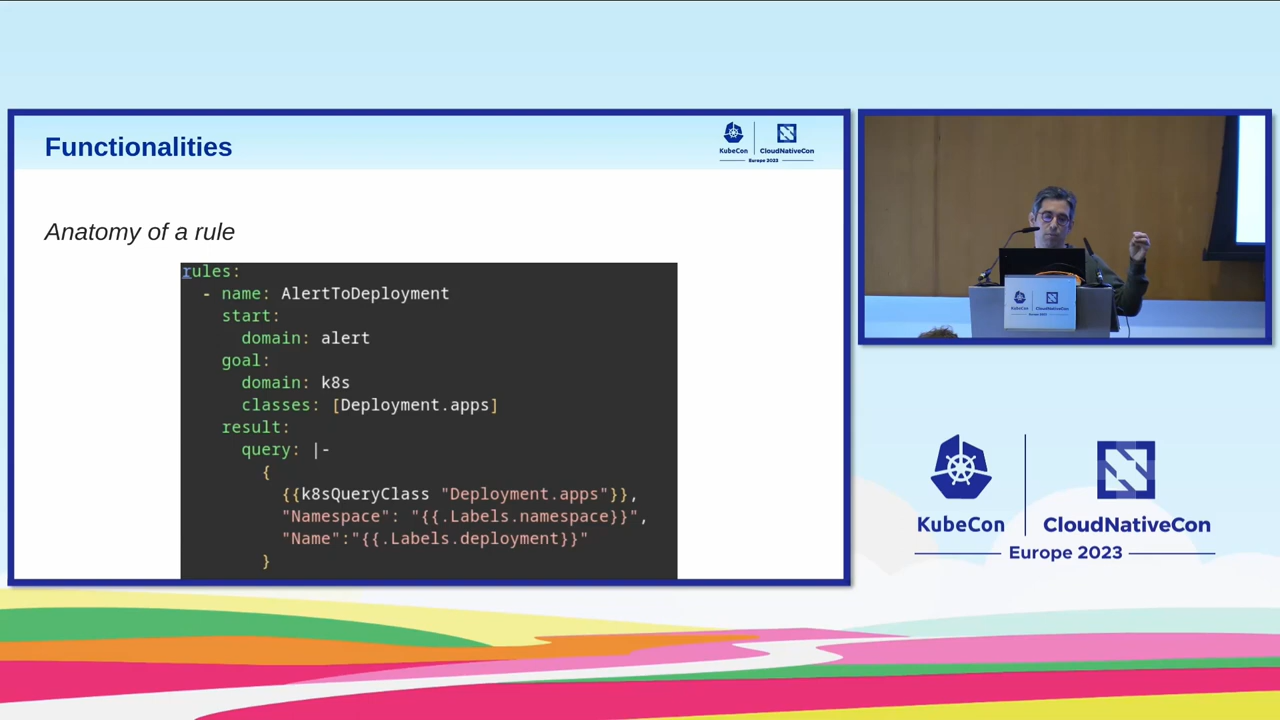 Functionalities
KubeCon
CloudNativeCon
Europe 2023
Anatomy of a rule
rules:
- name: AlertToDeployment
start:
domain: alert
goal:
domain: k8s
classes: [Deployment.apps]
result:
query: |-
{
{{k8sQueryClass "Deployment.apps"}},
"Namespace": "{{.Labels.namespace}}",
"Name":"{{.Labels.deployment}}"
}
KubeCon
CloudNativeCon
Europe 2023